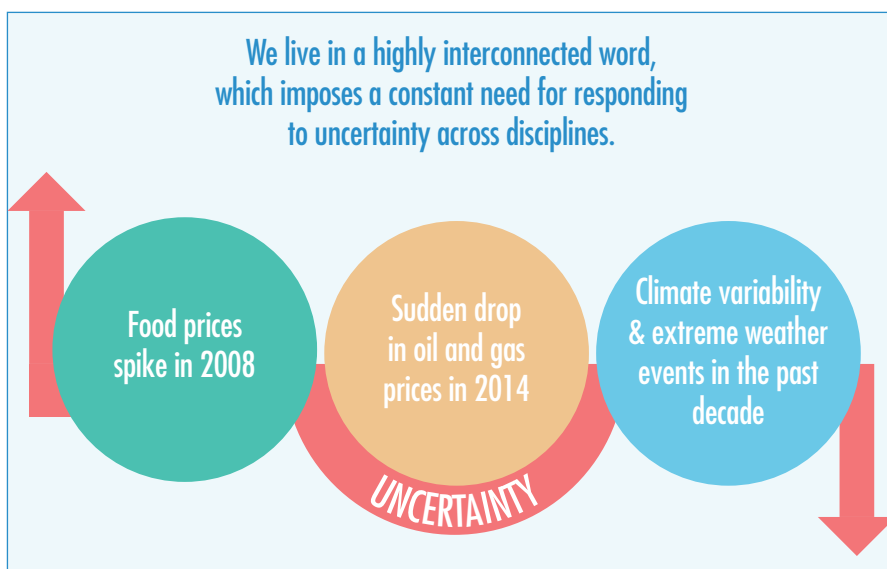 We live in a highly interconnected word,
which imposes a constant need for responding
to uncertainty across disciplines.
Food prices
spike in 2008
Sudden drop
in oil and gas
prices in 2014
Climate variability
& extreme weather
events in the past
decade
UNCERTAINTY